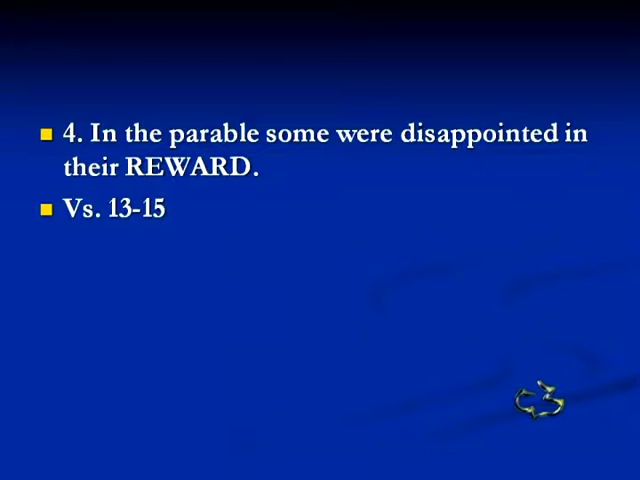 4. In the parable some were disappointed in
their REWARD.
Vs. 13-15